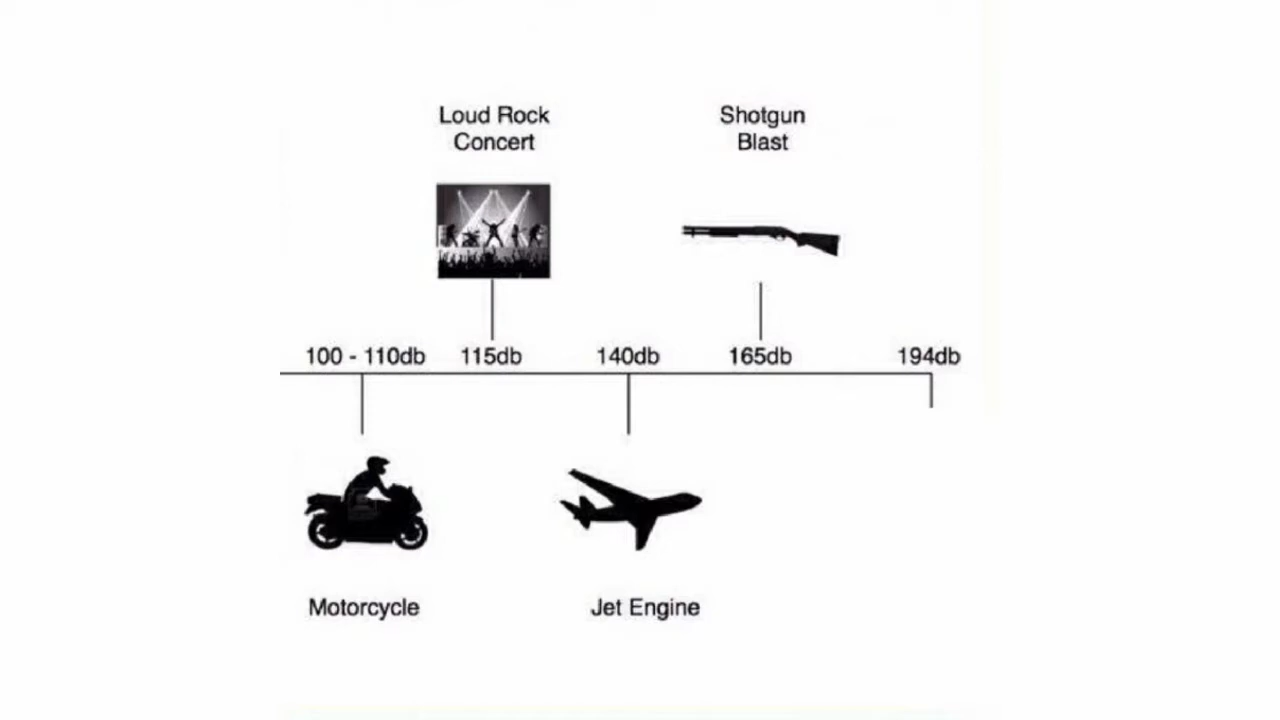 Loud Rock
Concert
Shotgun
Blast
100 - 110db
115db
140db
165db
194db
Motorcycle
Jet Engine